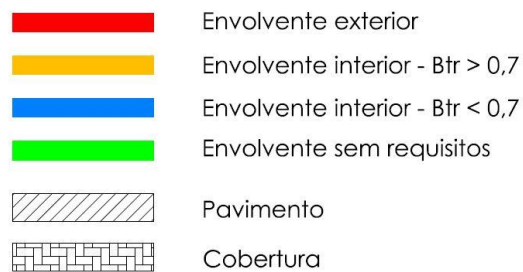 Envolvente exterior
Envolvente interior - Btr > 0,7
Envolvente interior - Btr < 0,7
Envolvente sem requisitos
Pavimento
Cobertura